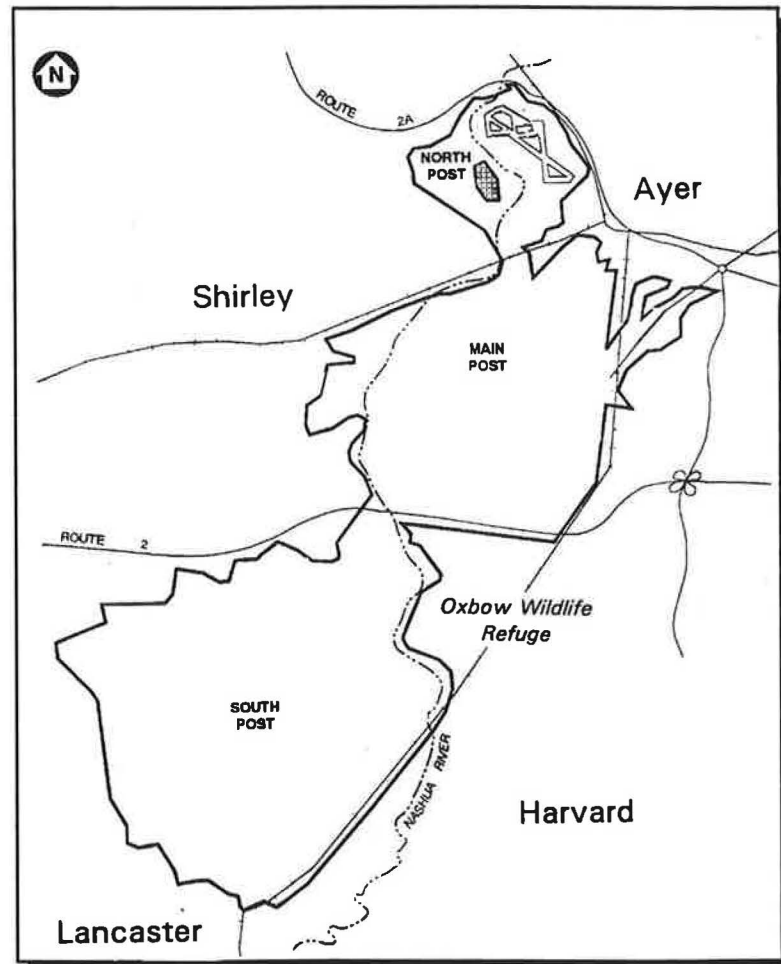 N
ROUTE 2A
NORTH
POST
Ayer
Shirley
MAIN
POST
ROUTE 2
Oxbow Wildlife
Refuge
SOUTH
POST
NASHUA RIVER
Harvard
Lancaster